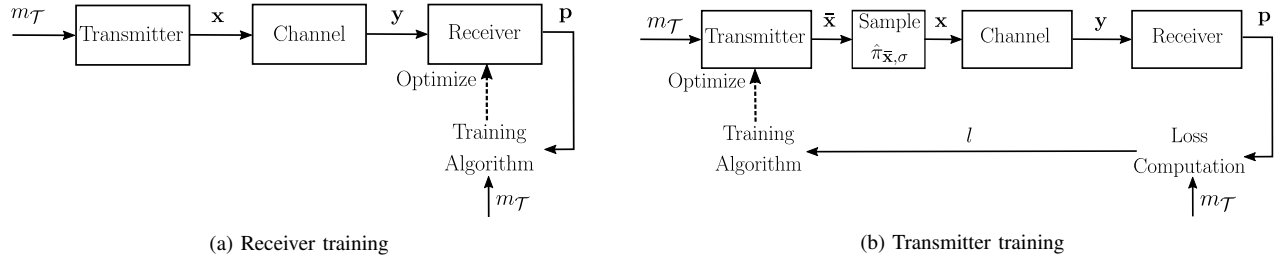 m_𝒯 Transmitter x Channel y Receiver p
Optimize
Training
Algorithm
m_𝒯
(a) Receiver training
m_𝒯 Transmitter x̄ Sample π̂_x̄,σ x Channel y Receiver p
Optimize
Training
Algorithm
l
Loss
Computation
m_𝒯
(b) Transmitter training